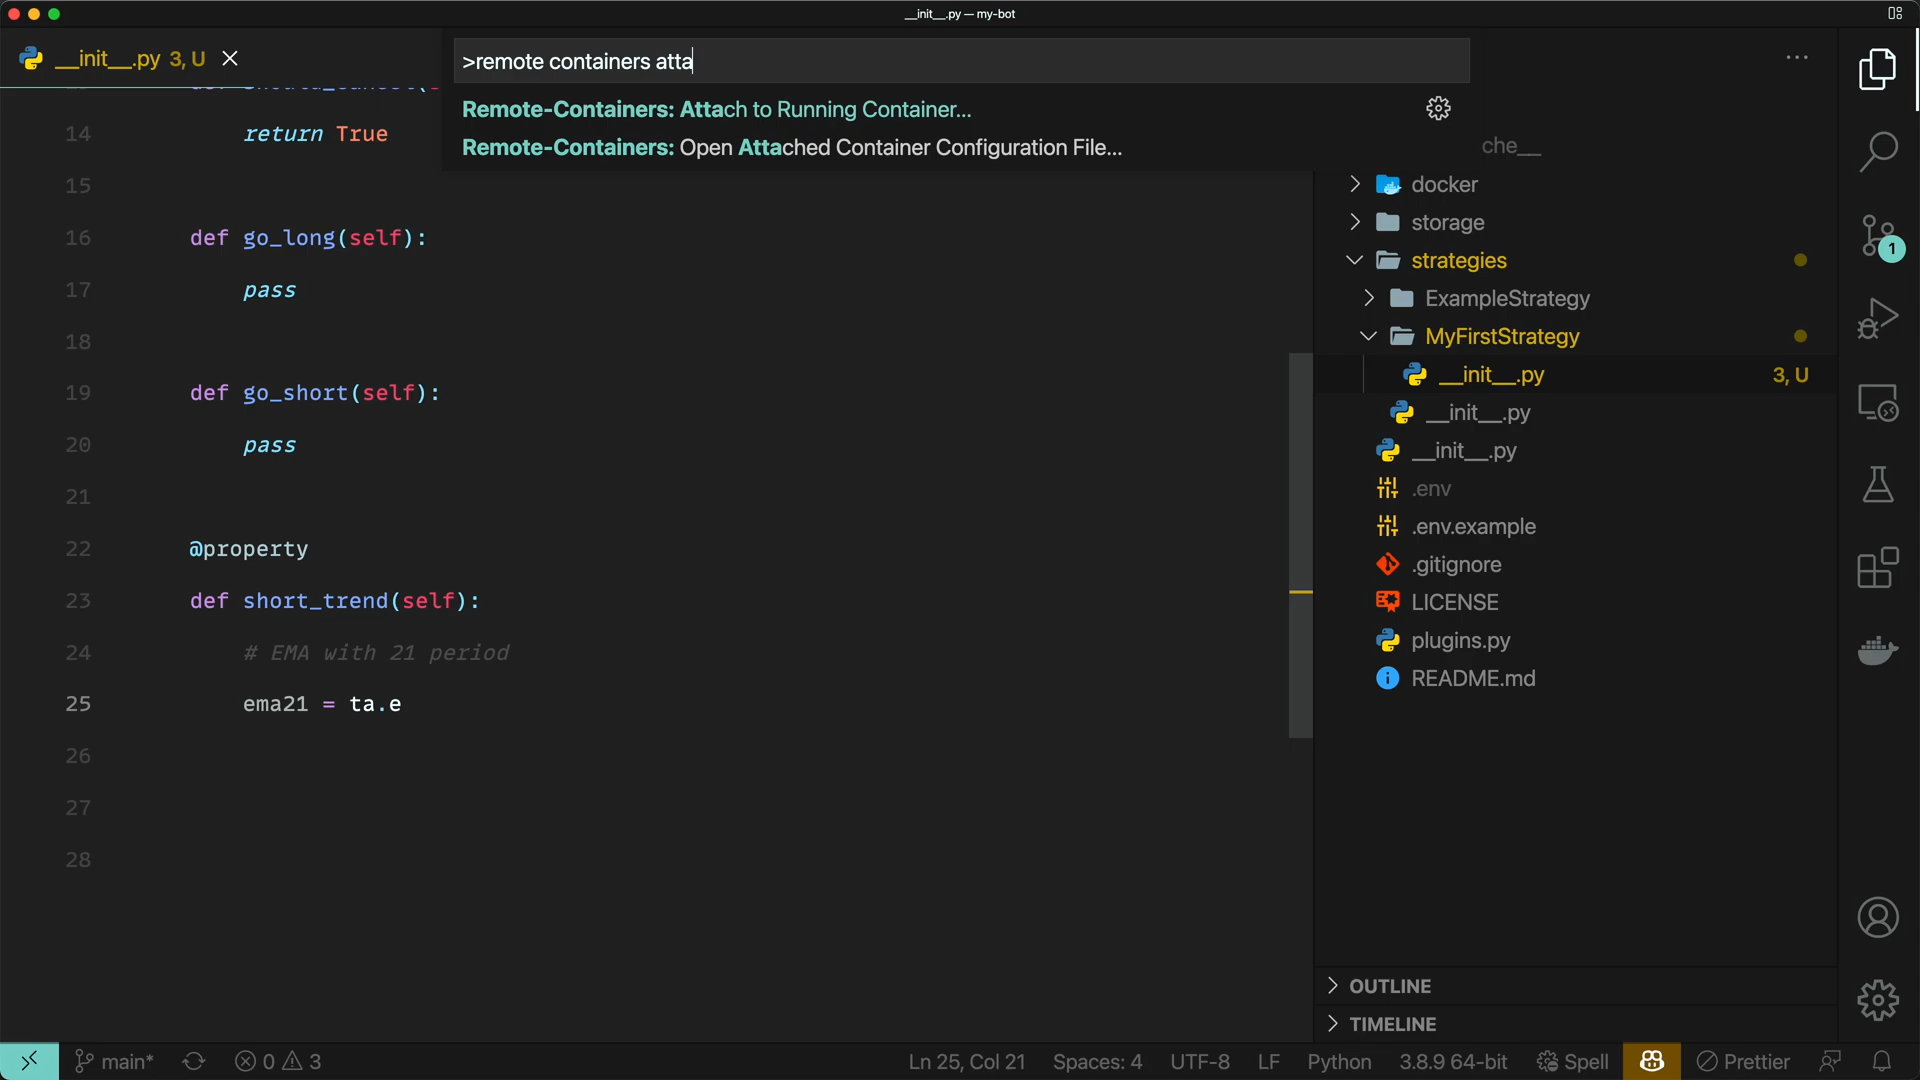 __init__.py — my-bot
__init__.py 3, U
>remote containers atta
Remote-Containers: Attach to Running Container...
Remote-Containers: Open Attached Container Configuration File...
14 return True
15
16 def go_long(self):
17 pass
18
19 def go_short(self):
20 pass
21
22 @property
23 def short_trend(self):
24 # EMA with 21 period
25 ema21 = ta.e
26
27
28
che__
docker
storage
strategies
ExampleStrategy
MyFirstStrategy
__init__.py 3, U
__init__.py
__init__.py
.env
.env.example
.gitignore
LICENSE
plugins.py
README.md
1
OUTLINE
TIMELINE
main* 0 3 Ln 25, Col 21 Spaces: 4 UTF-8 LF Python 3.8.9 64-bit Spell Prettier